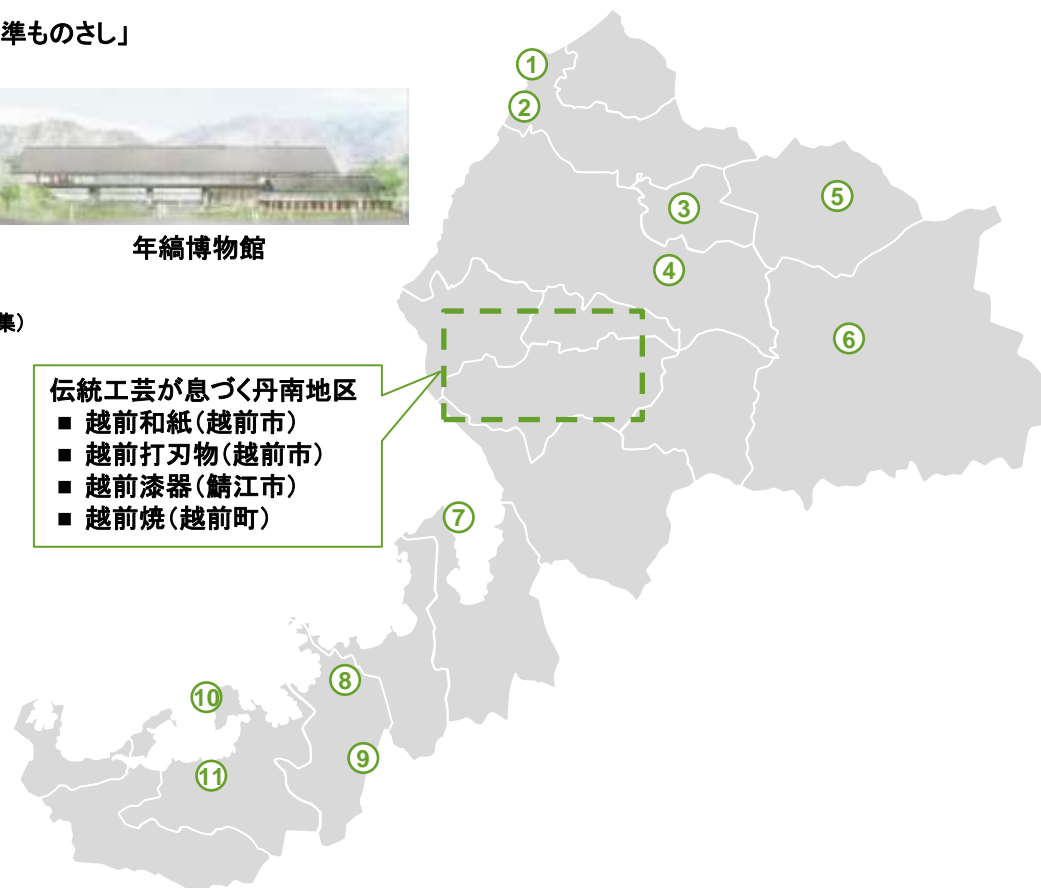 準ものさし」
年縞博物館
集）
伝統工芸が息づく丹南地区
■ 越前和紙（越前市）
■ 越前打刃物（越前市）
■ 越前漆器（鯖江市）
■ 越前焼（越前町）
①
②
③
④
⑤
⑥
⑦
⑧
⑨
⑩
⑪